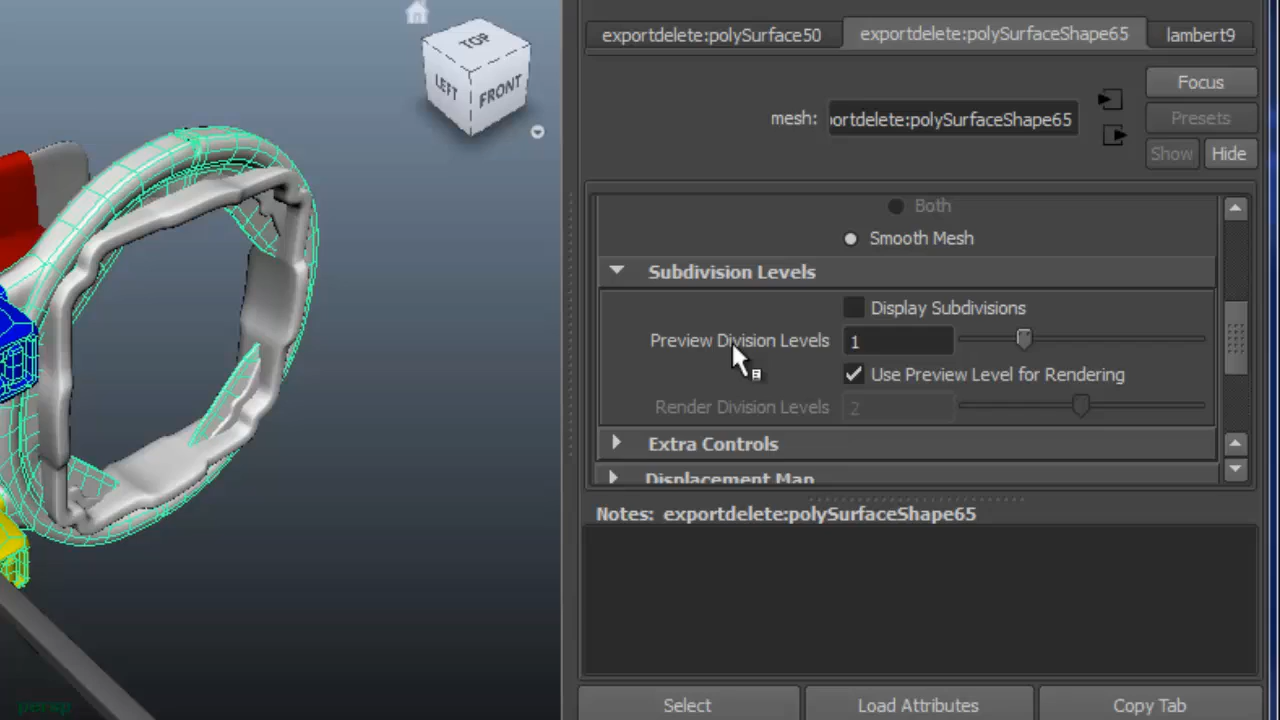 TOP
LEFT
FRONT
exportdelete:polySurface50
exportdelete:polySurfaceShape65
lambert9
Focus
mesh:
ortdelete:polySurfaceShape65
Presets
Show
Hide
Both
Smooth Mesh
Subdivision Levels
Display Subdivisions
Preview Division Levels
1
Use Preview Level for Rendering
Render Division Levels
2
Extra Controls
Displacement Map
Notes: exportdelete:polySurfaceShape65
Select
Load Attributes
Copy Tab
persp